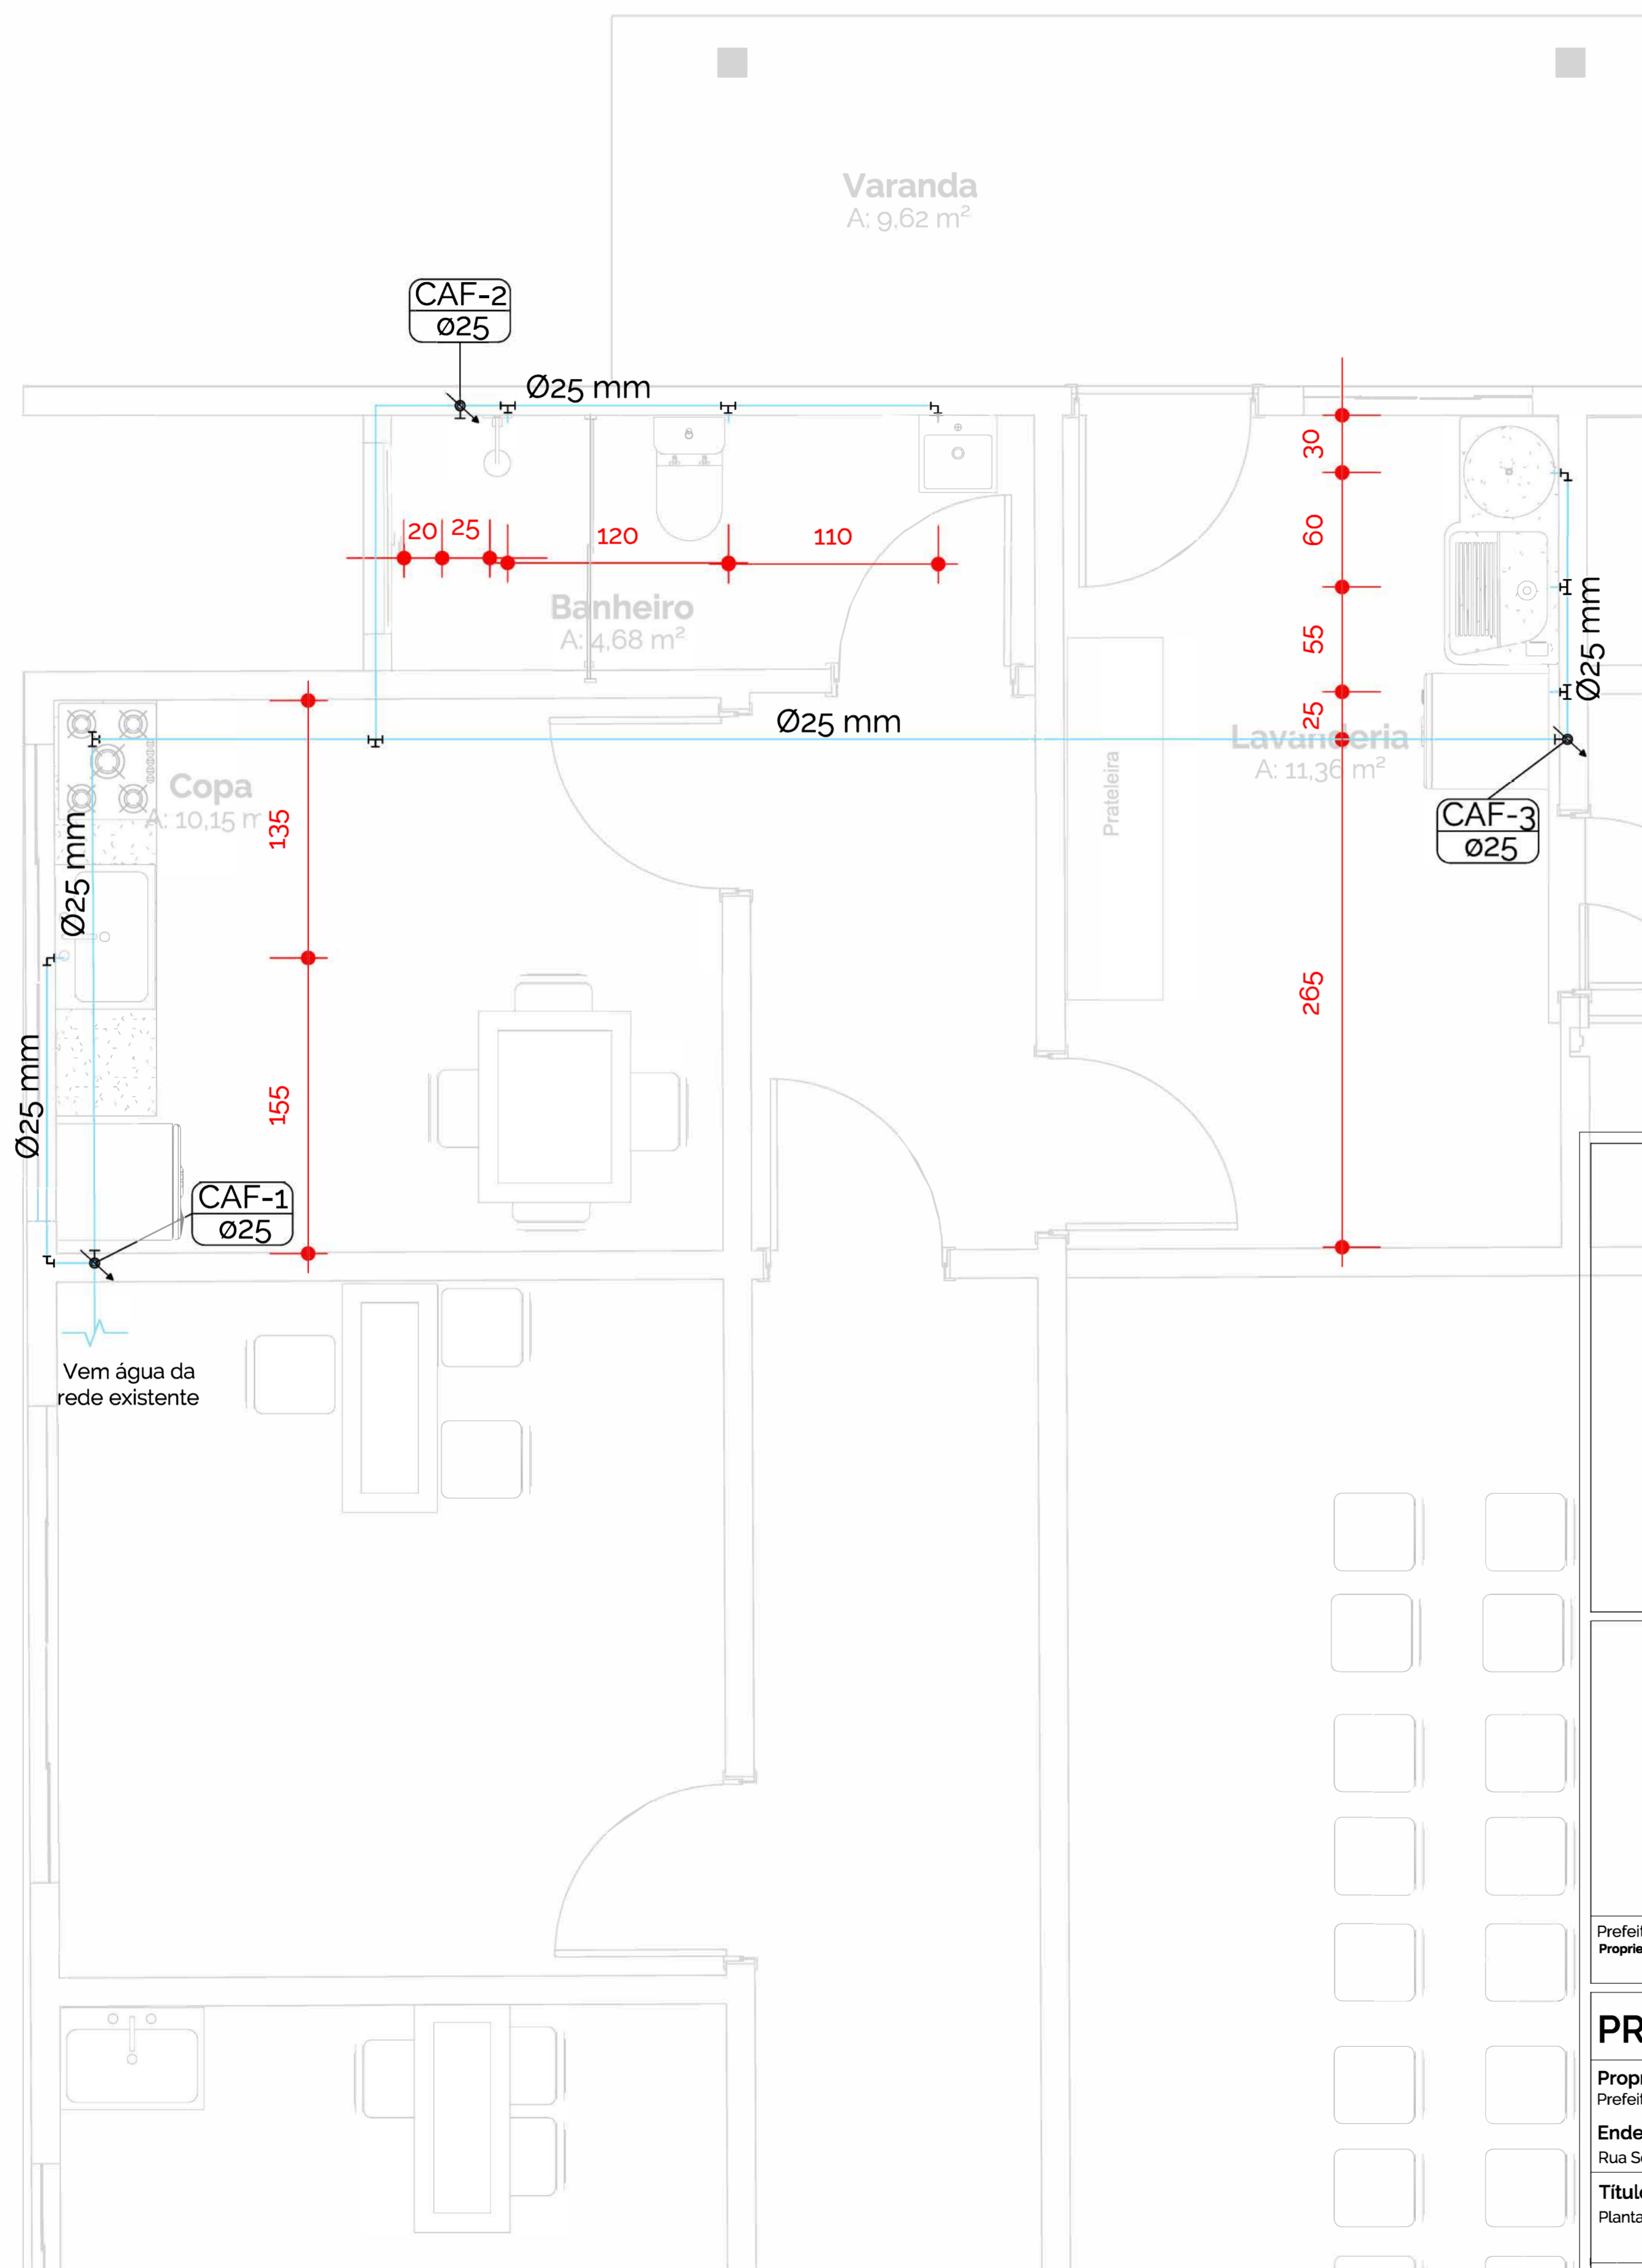 Varanda
A: 9,62 m²
CAF-2
Ø25
Ø25 mm
30
20
25
120
110
60
Banheiro
A: 4,68 m²
55
Ø25 mm
25
Ø25 mm
Lavanderia
A: 11,36 m²
Copa
A: 10,15 m
135
Prateleira
CAF-3
Ø25
Ø25 mm
265
Ø25 mm
155
CAF-1
Ø25
Vem água da
rede existente